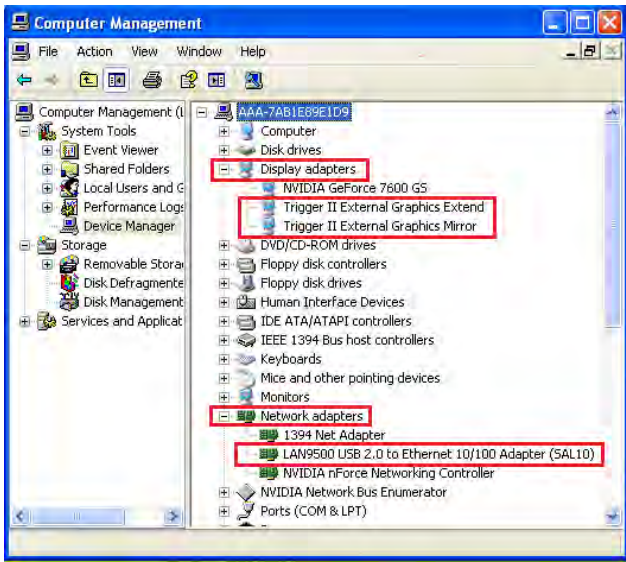 Computer Management
File Action View Window Help
Computer Management (L
System Tools
Event Viewer
Shared Folders
Local Users and G
Performance Logs
Device Manager
Storage
Removable Storag
Disk Defragmente
Disk Management
Services and Applicat
AAA-7AB1E89E1D9
Computer
Disk drives
Display adapters
NVIDIA GeForce 7600 GS
Trigger II External Graphics Extend
Trigger II External Graphics Mirror
DVD/CD-ROM drives
Floppy disk controllers
Floppy disk drives
Human Interface Devices
IDE ATA/ATAPI controllers
IEEE 1394 Bus host controllers
Keyboards
Mice and other pointing devices
Monitors
Network adapters
1394 Net Adapter
LAN9500 USB 2.0 to Ethernet 10/100 Adapter (SAL10)
NVIDIA nForce Networking Controller
NVIDIA Network Bus Enumerator
Ports (COM & LPT)